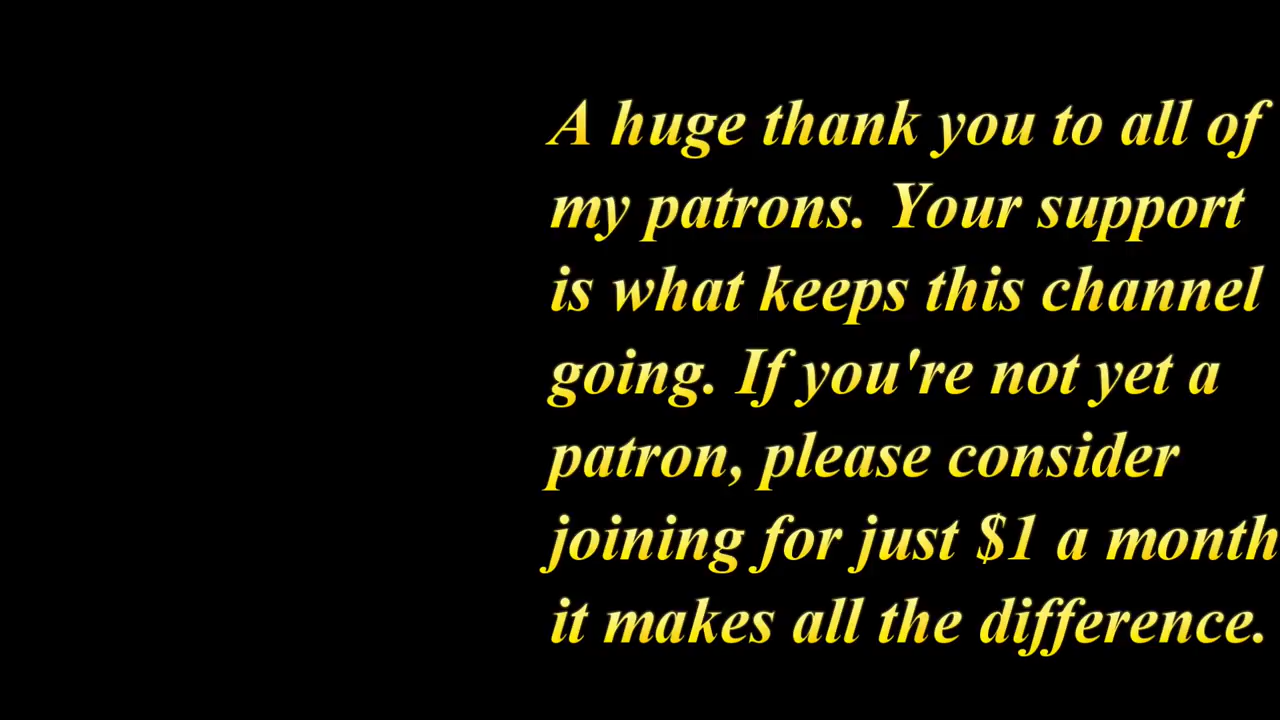 A huge thank you to all of
my patrons. Your support
is what keeps this channel
going. If you're not yet a
patron, please consider
joining for just $1 a month
it makes all the difference.